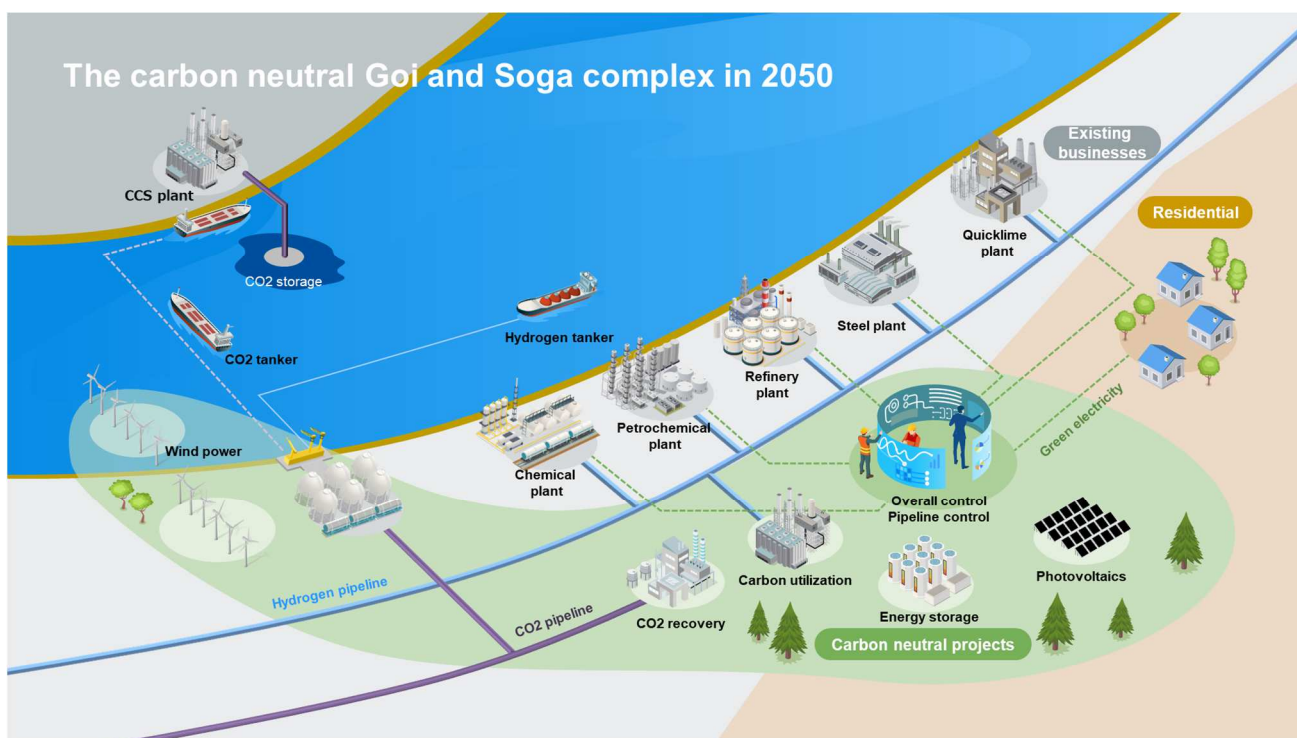 The carbon neutral Goi and Soga complex in 2050
Existing
businesses
CCS plant
Residential
Quicklime
plant
CO2 storage
Steel plant
Hydrogen tanker
CO2 tanker
Refinery
plant
Petrochemical
plant
Green electricity
Wind power
Chemical
plant
Overall control
Pipeline control
Photovoltaics
Carbon utilization
Hydrogen pipeline
CO2 pipeline
CO2 recovery
Energy storage
Carbon neutral projects